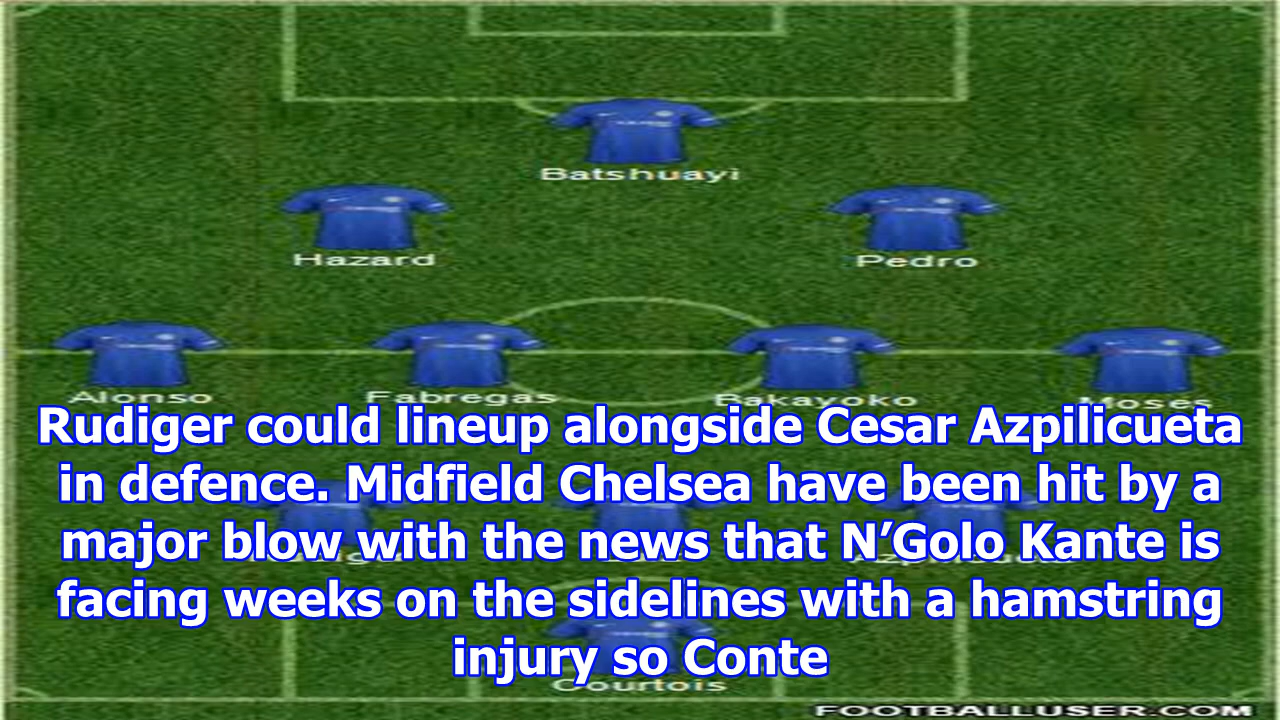 Batshuayi
Hazard Pedro
Alonso Fabregas Bakayoko Moses
Rudiger could lineup alongside Cesar Azpilicueta
in defence. Midfield Chelsea have been hit by a
major blow with the news that N’Golo Kante is
facing weeks on the sidelines with a hamstring
injury so Conte
Courtois
FOOTBALLUSER.COM